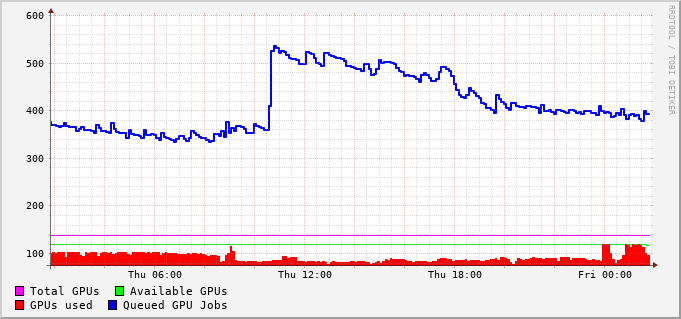 600
500
400
300
200
100
Thu 06:00 Thu 12:00 Thu 18:00 Fri 00:00
Total GPUs Available GPUs
GPUs used Queued GPU Jobs
RRDTOOL / TOBI OETIKER